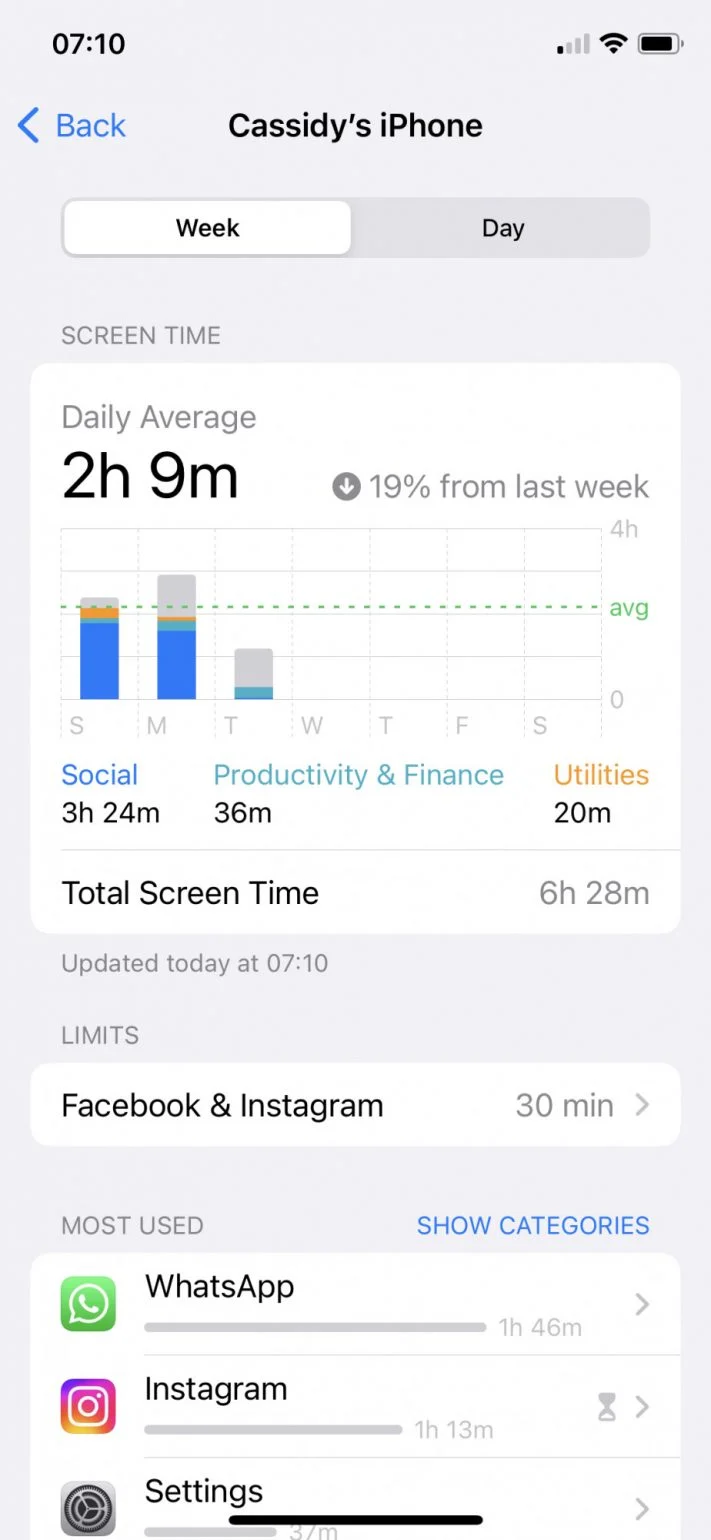 07:10
Back Cassidy’s iPhone
Week Day
SCREEN TIME
Daily Average
2h 9m 19% from last week
4h
avg
0
S M T W T F S
Social Productivity & Finance Utilities
3h 24m 36m 20m
Total Screen Time 6h 28m
Updated today at 07:10
LIMITS
Facebook & Instagram 30 min
MOST USED SHOW CATEGORIES
WhatsApp
1h 46m
Instagram
1h 13m
Settings
37m